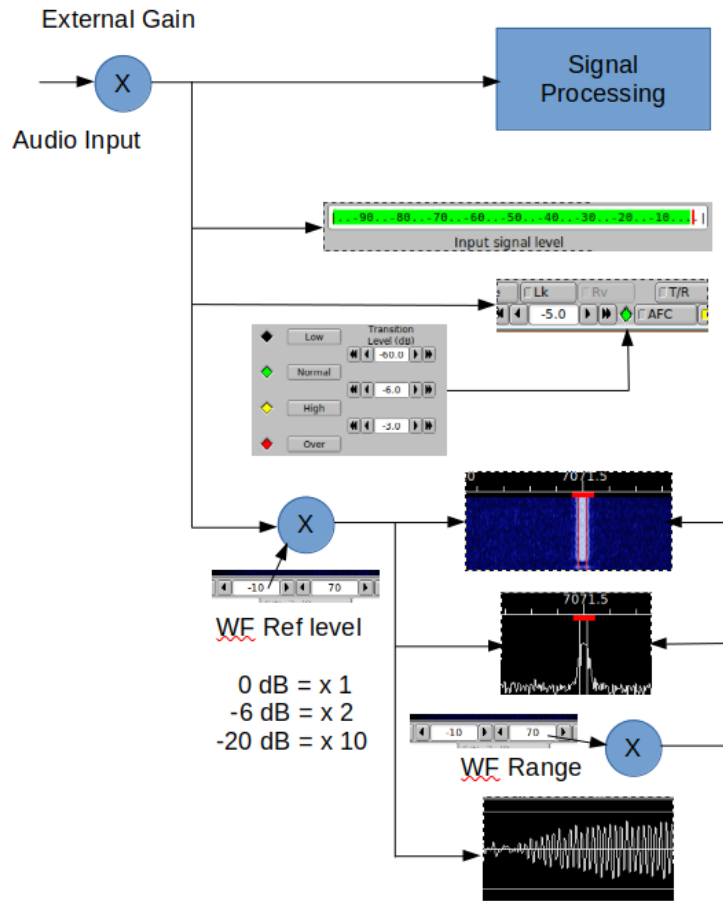 External Gain
X
Signal
Processing
Audio Input
|..-90...-80...-70...-60...-50...-40...-30...-20...-10....|
Input signal level
Lk
Rv
T/R
-5.0
AFC
Low
Transition
Level (dB)
-60.0
Normal
-6.0
High
-3.0
Over
X
0
7071.5
-10
70
WF Ref level
7071.5
0 dB = x 1
-6 dB = x 2
-20 dB = x 10
-10
70
X
WF Range